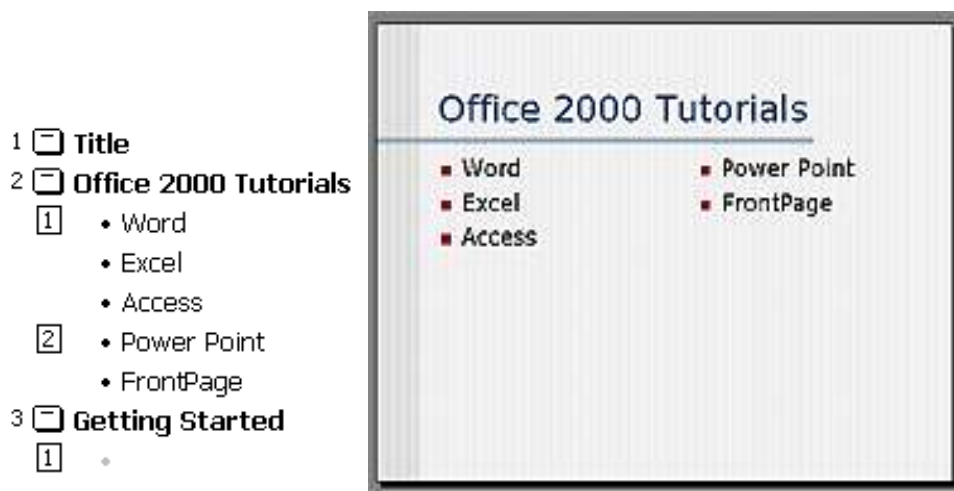 1 Title
2 Office 2000 Tutorials
1 • Word
• Excel
• Access
2 • Power Point
• FrontPage
3 Getting Started
1 •
Office 2000 Tutorials
▪ Word
▪ Excel
▪ Access
▪ Power Point
▪ FrontPage